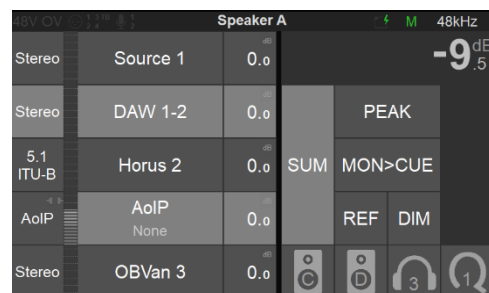 48V OV Speaker A M 48kHz
Stereo Source 1 dB 0.0 -9.5 dB
Stereo DAW 1-2 dB 0.0 PEAK
5.1 ITU-B Horus 2 dB 0.0 SUM MON>CUE
AoIP AoIP None 0.0 REF DIM
Stereo OBVan 3 dB 0.0 C D 3 1